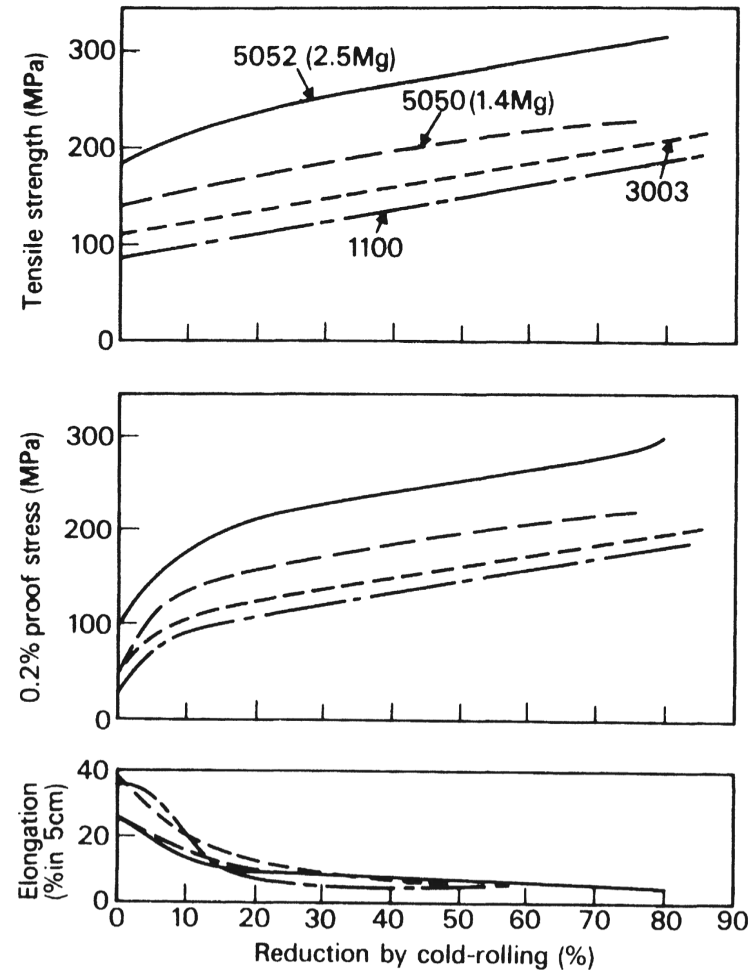 300
200
100
0
Tensile strength (MPa)
5052 (2.5Mg)
5050 (1.4Mg)
3003
1100
300
200
100
0
0.2% proof stress (MPa)
40
20
0
Elongation
(% in 5cm)
0 10 20 30 40 50 60 70 80 90
Reduction by cold-rolling (%)